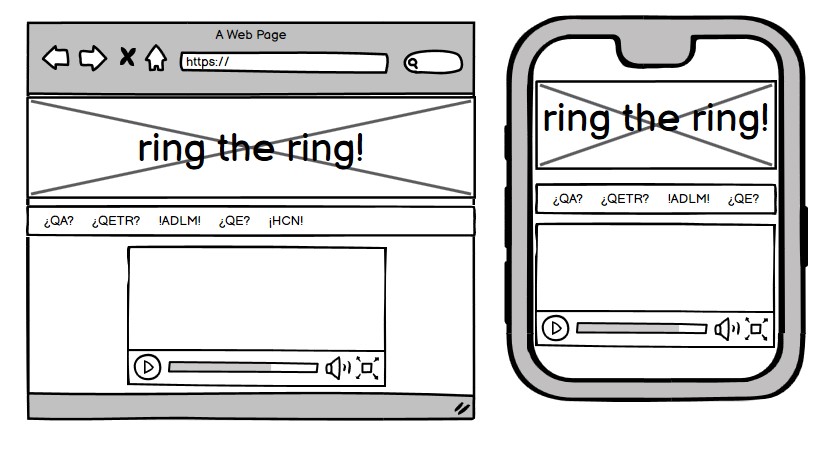 A Web Page
https://
ring the ring!
¿QA? ¿QETR? !ADLM! ¿QE? ¡HCN!
ring the ring!
¿QA? ¿QETR? !ADLM! ¿QE?